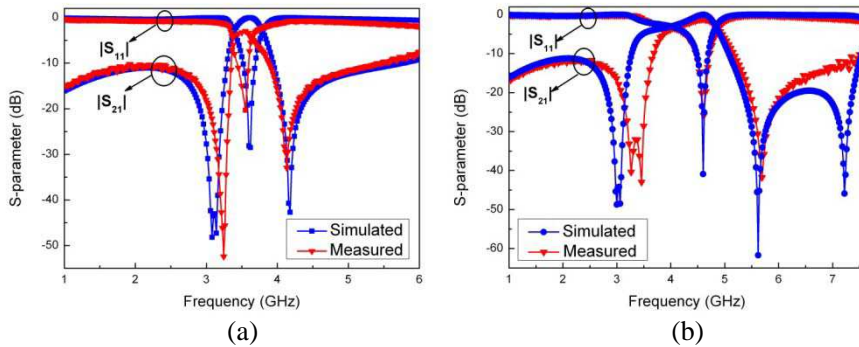 0
-10
-20
-30
-40
-50
S-parameter (dB)
|S11|
|S21|
Simulated
Measured
1 2 3 4 5 6
Frequency (GHz)
(a)
0
-10
-20
-30
-40
-50
-60
S-parameter (dB)
|S11|
|S21|
Simulated
Measured
1 2 3 4 5 6 7
Frequency (GHz)
(b)